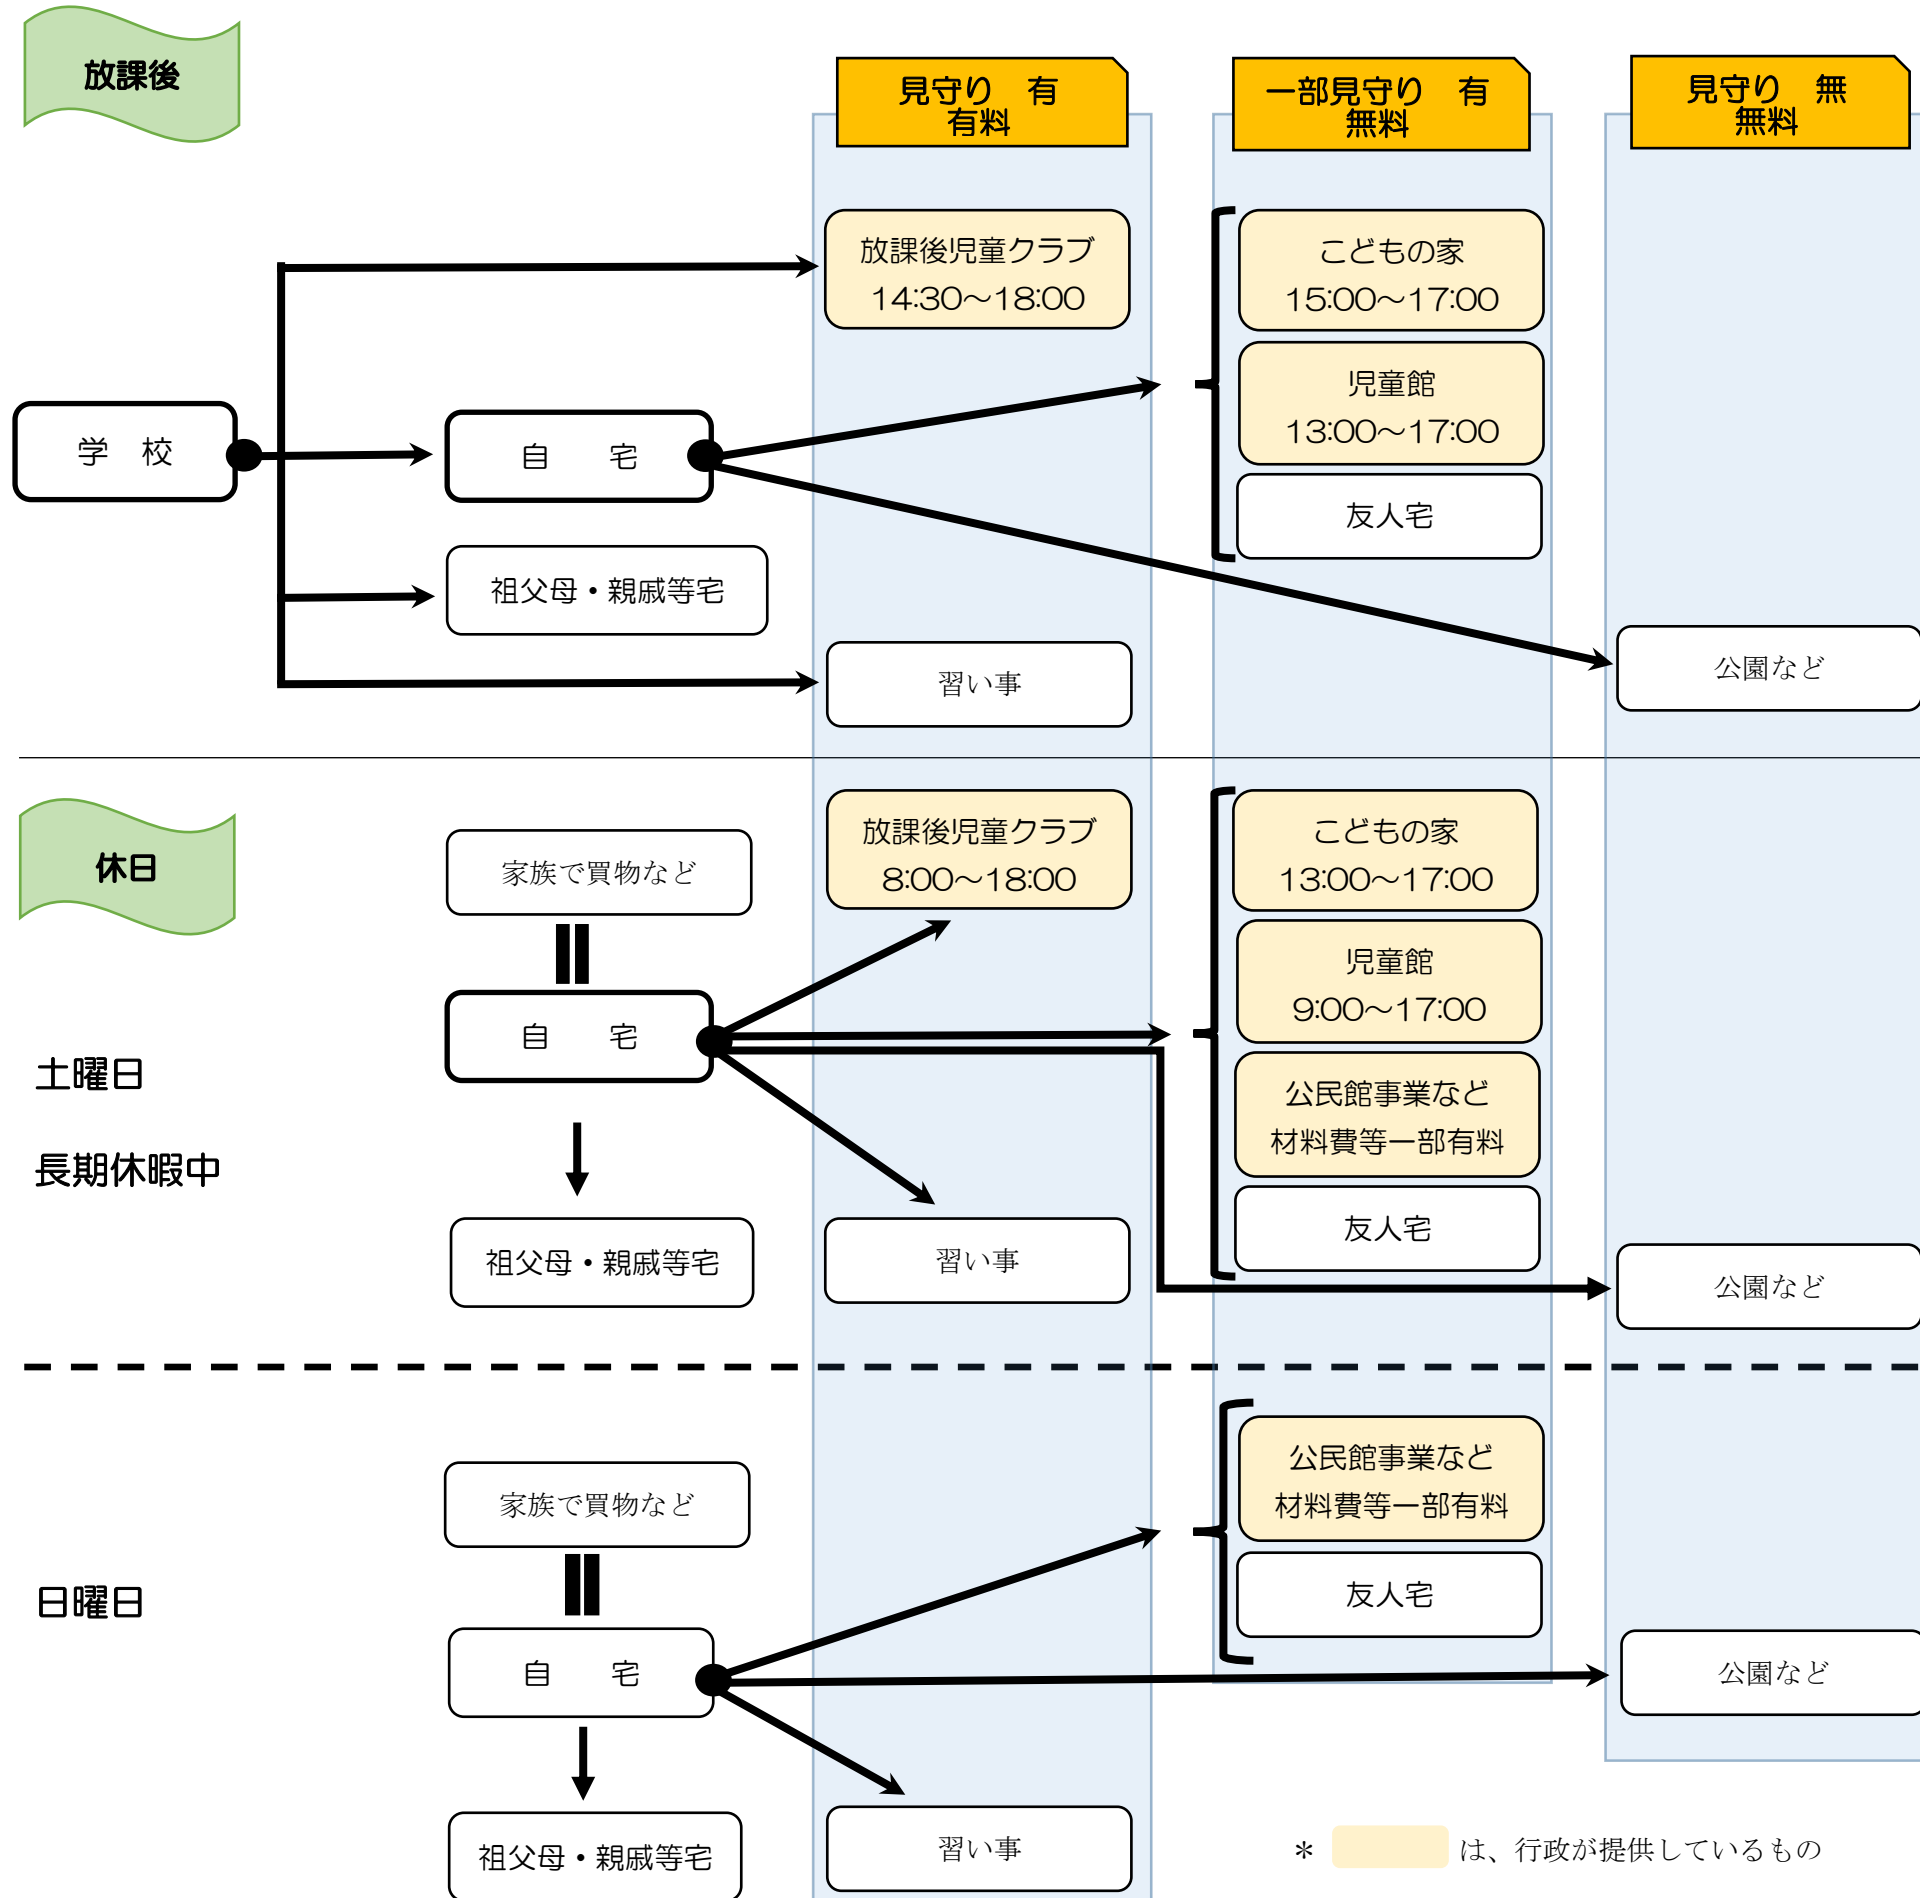 放課後
見守り　有
有料
一部見守り　有
無料
見守り　無
無料
放課後児童クラブ
14:30～18:00
こどもの家
15:00～17:00
児童館
13:00～17:00
学　校
自　　宅
友人宅
祖父母・親戚等宅
習い事
公園など
休日
家族で買物など
放課後児童クラブ
8:00～18:00
こどもの家
13:00～17:00
児童館
9:00～17:00
自　　宅
土曜日
長期休暇中
公民館事業など
材料費等一部有料
友人宅
祖父母・親戚等宅
習い事
公園など
公民館事業など
材料費等一部有料
家族で買物など
日曜日
友人宅
自　　宅
公園など
祖父母・親戚等宅
習い事
＊　　は、行政が提供しているもの